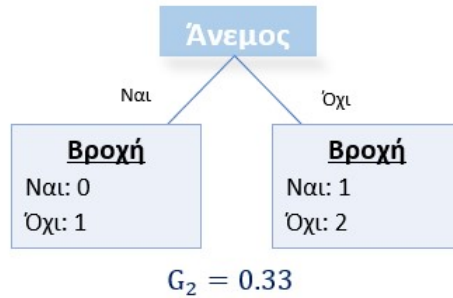 Άνεμος
Ναι
Όχι
Βροχή
Ναι: 0
Όχι: 1
Βροχή
Ναι: 1
Όχι: 2
G₂ = 0.33